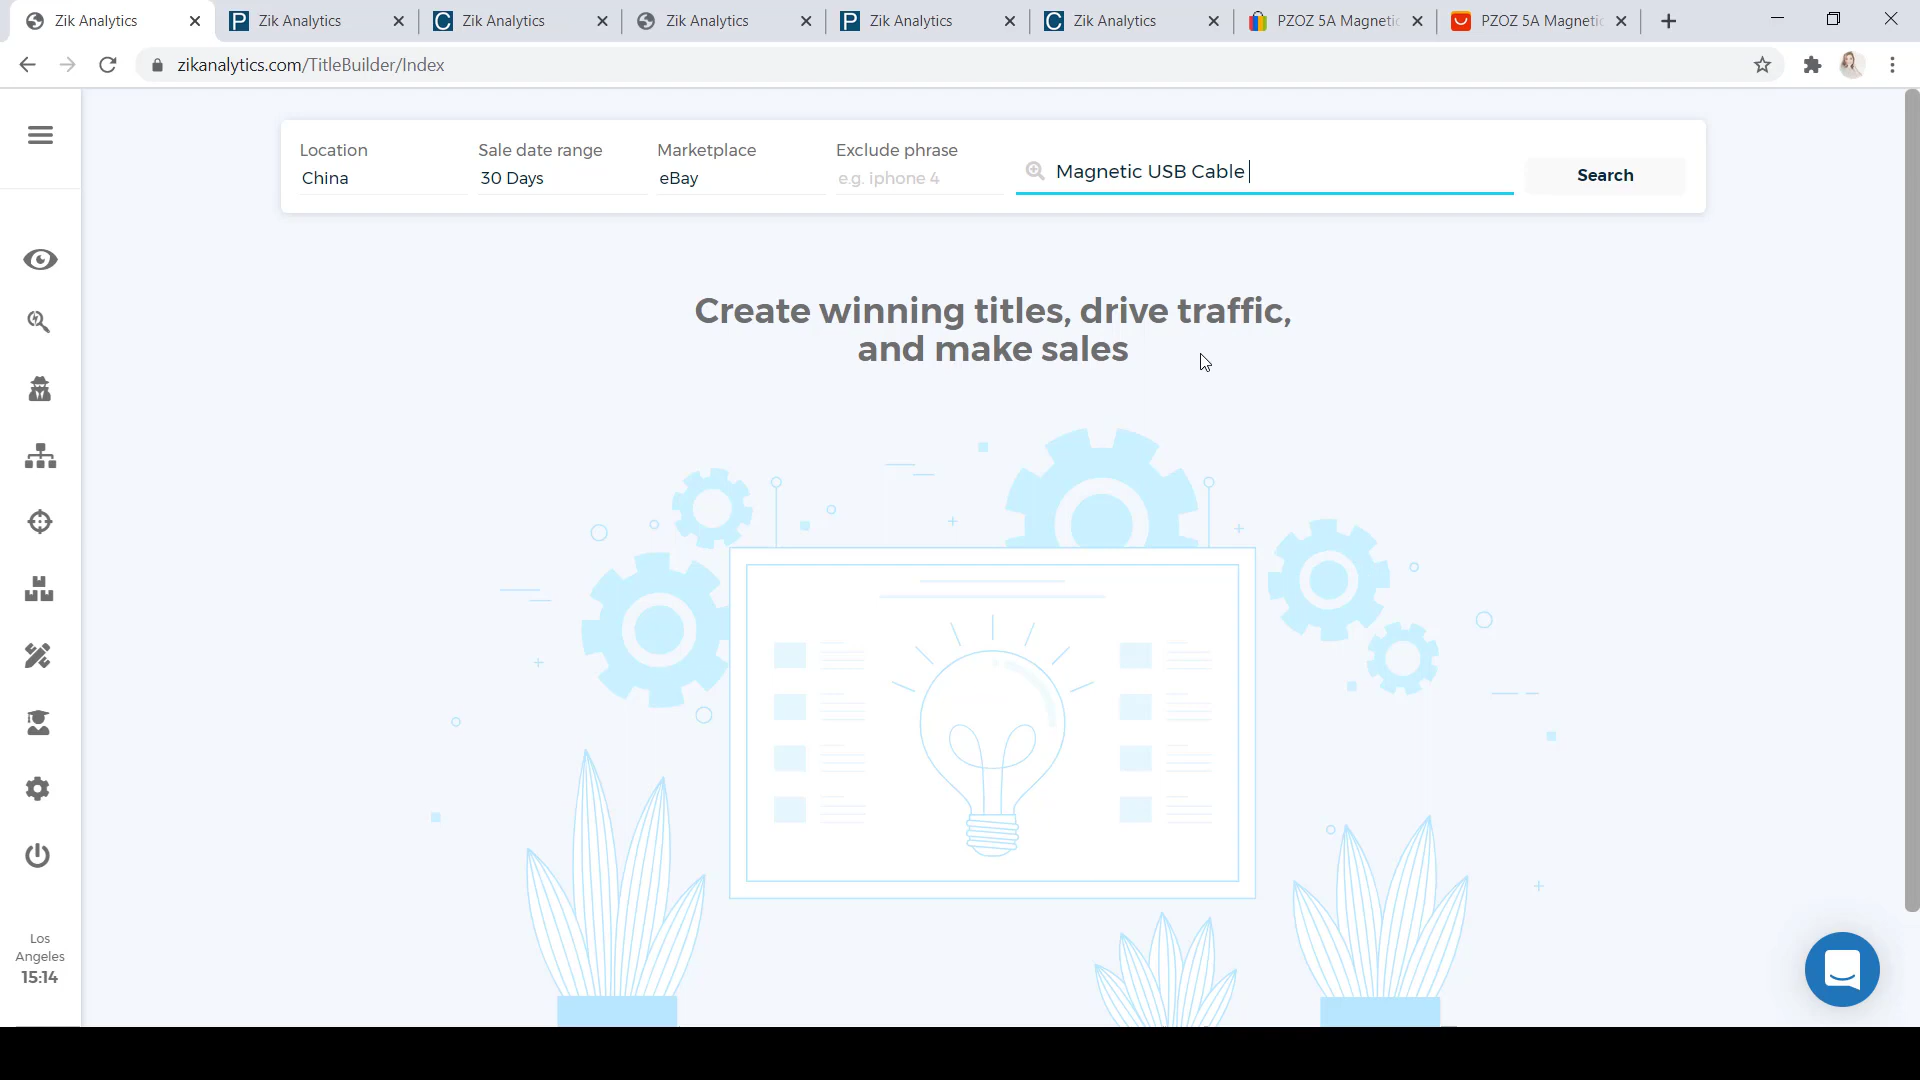 Zik Analytics
Zik Analytics
Zik Analytics
Zik Analytics
Zik Analytics
Zik Analytics
PZOZ 5A Magnetic
PZOZ 5A Magnetic
zikanalytics.com/TitleBuilder/Index
Location
China
Sale date range
30 Days
Marketplace
eBay
Exclude phrase
e.g. iphone 4
Magnetic USB Cable
Search
Create winning titles, drive traffic,
and make sales
Los
Angeles
15:14